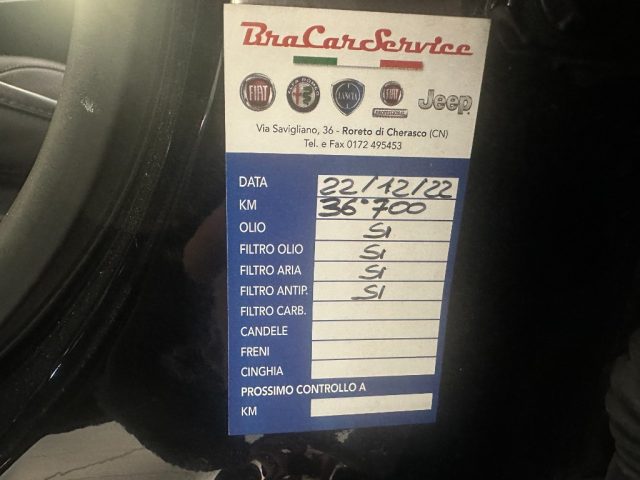 BraCarService
FIAT ALFA ROMEO LANCIA FIAT PROFESSIONAL Jeep
Via Savigliano, 36 - Roreto di Cherasco (CN)
Tel. e Fax 0172 495453
DATA 22/12/22
KM 36°700
OLIO SI
FILTRO OLIO SI
FILTRO ARIA SI
FILTRO ANTIP. SI
FILTRO CARB.
CANDELE
FRENI
CINGHIA
PROSSIMO CONTROLLO A
KM